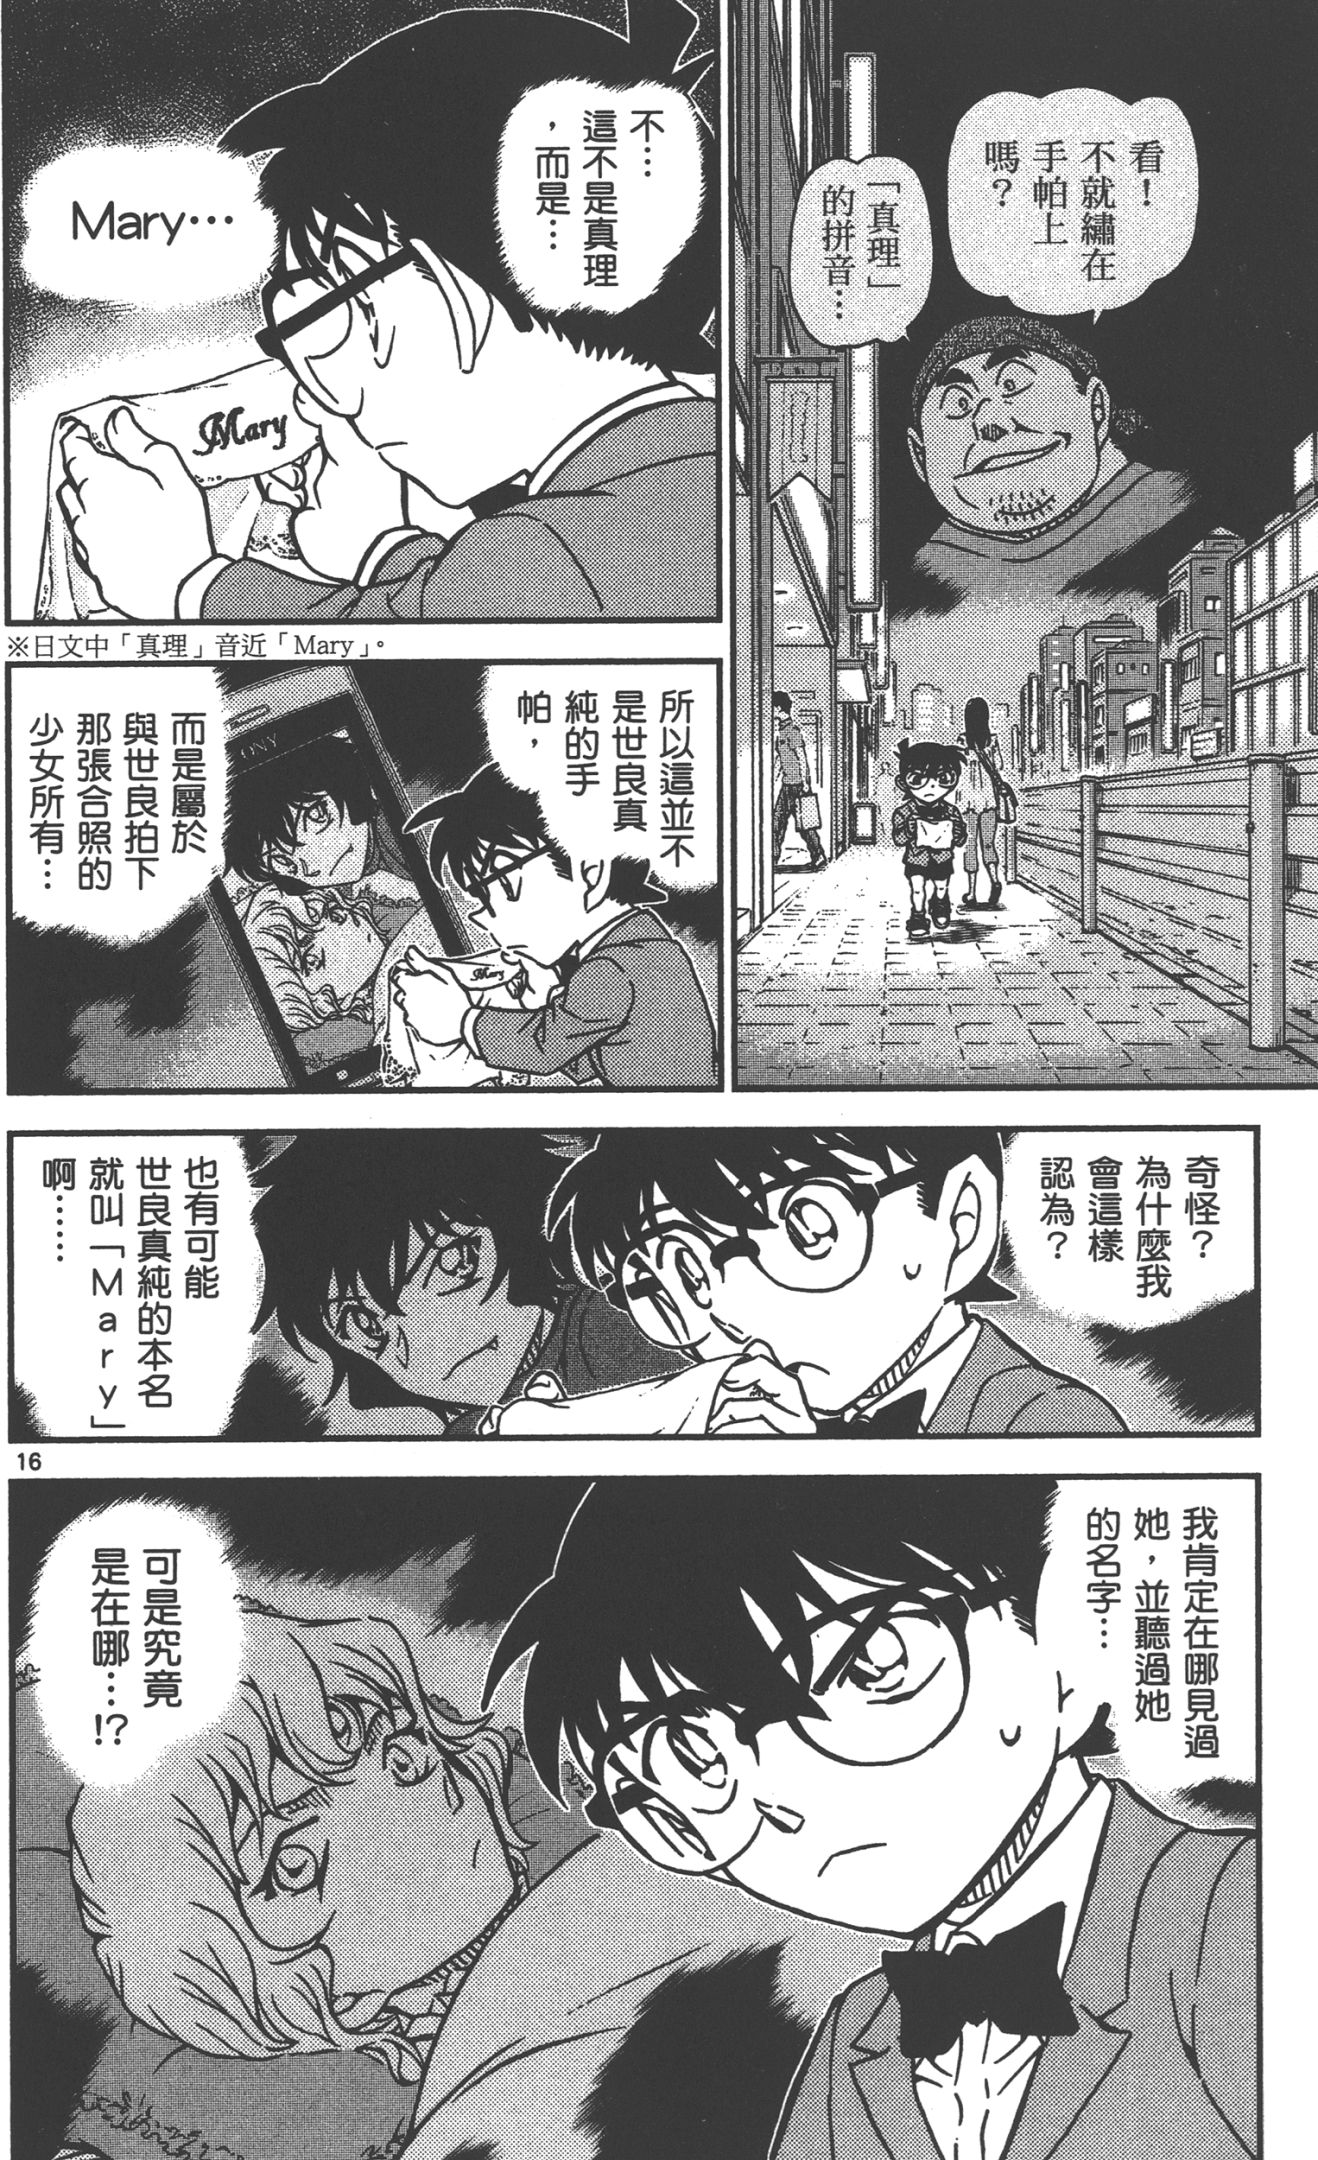 看！
不就繡在
手帕上
嗎？
「真理」
的拼音…
不…
這不是真理
，而是…
Mary…
Mary
※日文中「真理」音近「Mary」。
所以這並不
是世良真
純的手
帕，
而是屬於
與世良拍下
那張合照的
少女所有…
ONY
Mary
奇怪？
為什麼我
會這樣
認為？
也有可能
世良真純的本名
就叫「Mary」
啊……
16
我肯定在哪見過
她，並聽過她
的名字…
可是究竟
是在哪…!?